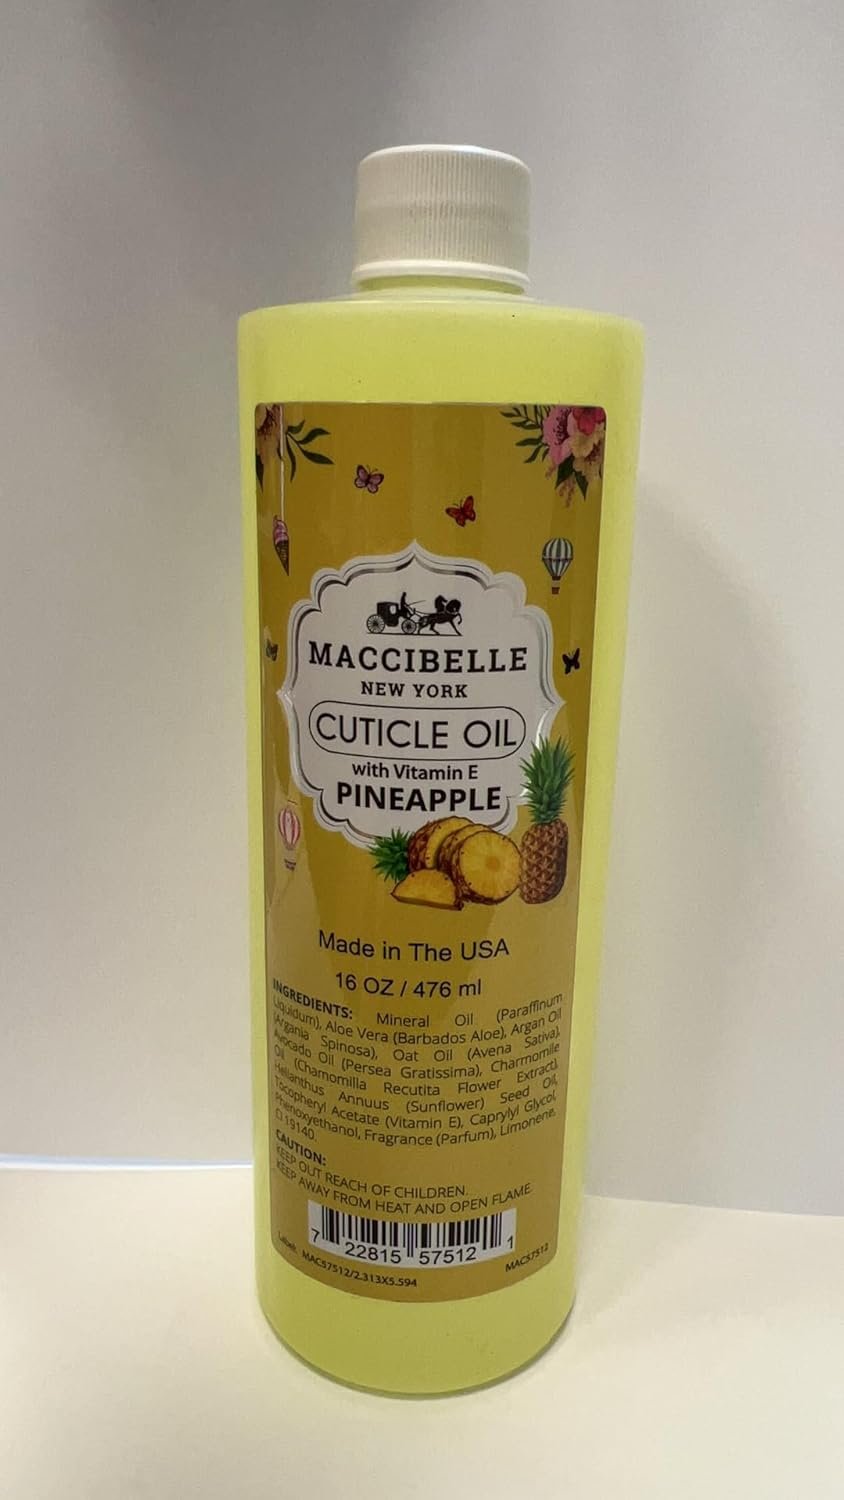 MACCIBELLE
NEW YORK
CUTICLE OIL
with Vitamin E
PINEAPPLE
Made in The USA
16 OZ / 476 ml
INGREDIENTS: Mineral Oil (Paraffinum
Liquidum), Aloe Vera (Barbados Aloe), Argan Oil
(Argania Spinosa), Oat Oil (Avena Sativa),
Avocado Oil (Persea Gratissima), Charmomile
Oil (Chamomilla Recutita Flower Extract),
Helianthus Annuus (Sunflower) Seed Oil,
Tocopheryl Acetate (Vitamin E), Caprylyl Glycol,
Phenoxyethanol, Fragrance (Parfum), Limonene,
CI 19140.
CAUTION:
KEEP OUT REACH OF CHILDREN.
KEEP AWAY FROM HEAT AND OPEN FLAME
7 22815 57512 1
Label: MAC57512/2.313X5.594
MAC57512